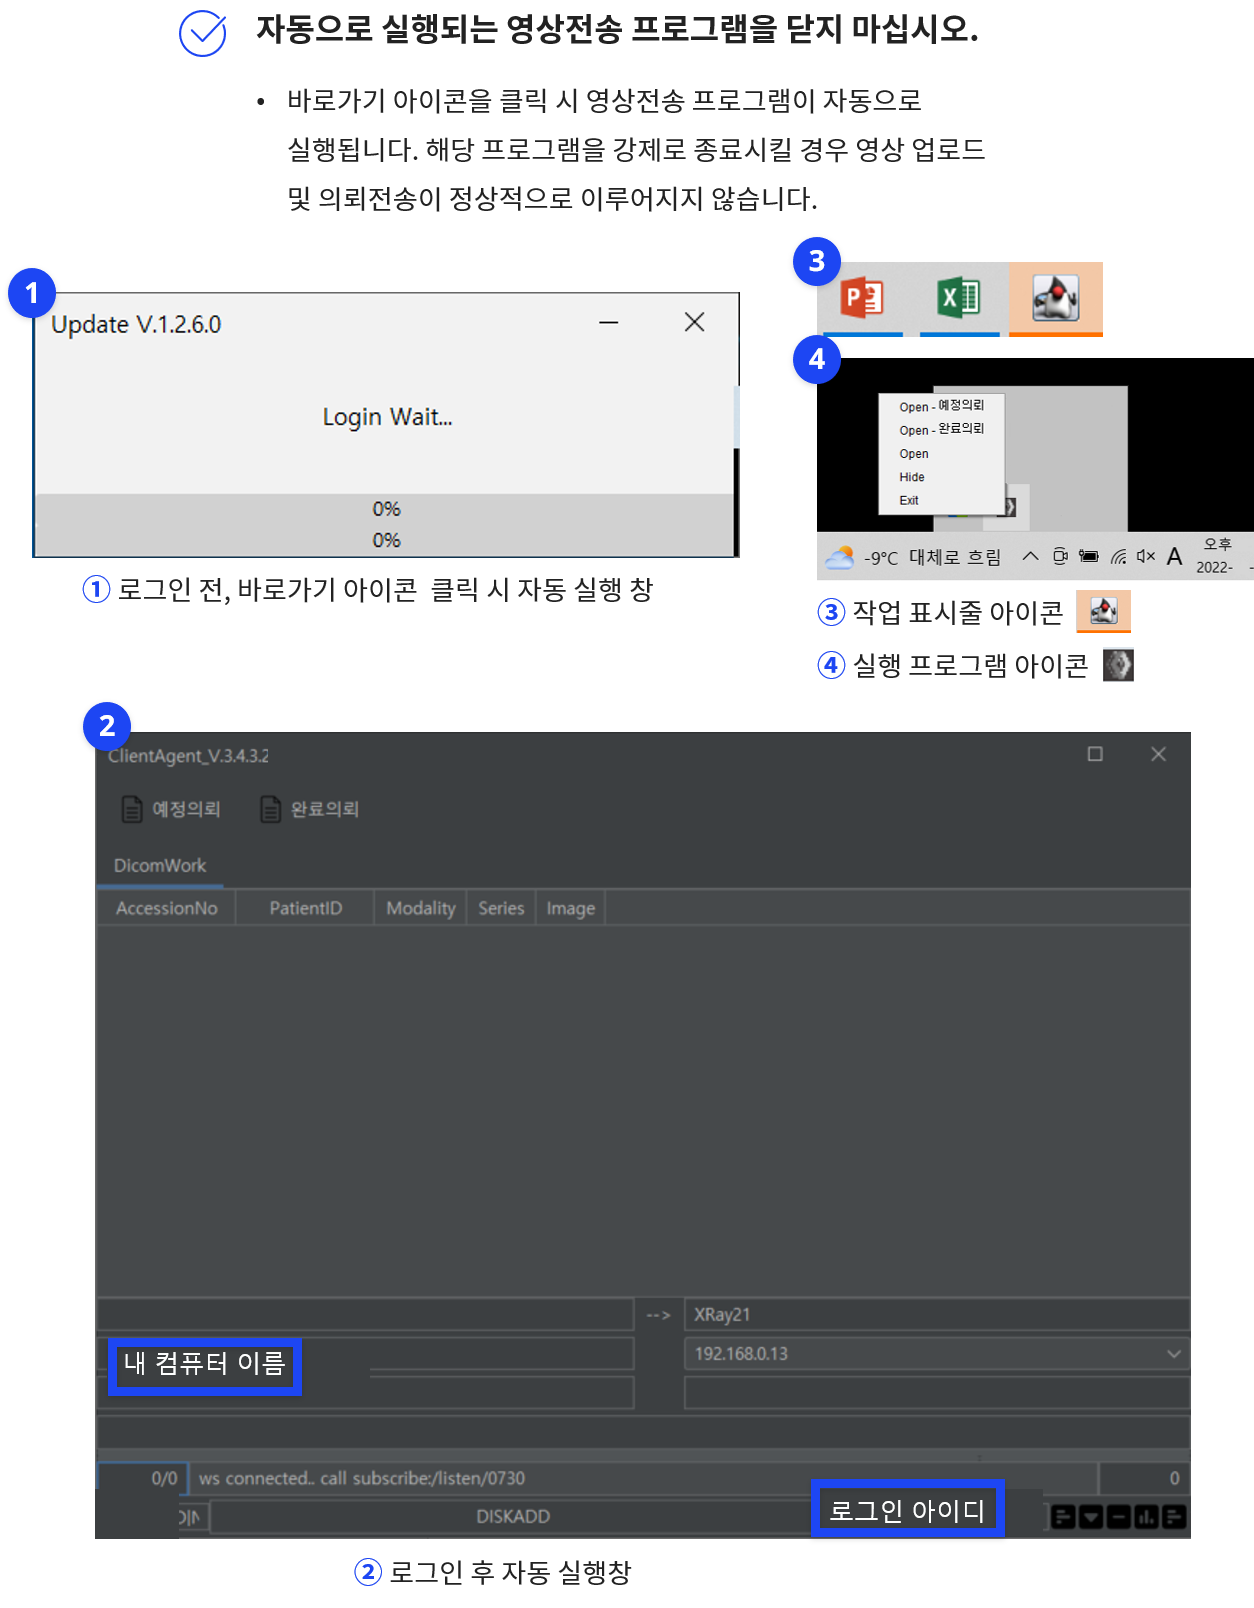 자동으로 실행되는 영상전송 프로그램을 닫지 마십시오.
• 바로가기 아이콘을 클릭 시 영상전송 프로그램이 자동으로
실행됩니다. 해당 프로그램을 강제로 종료시킬 경우 영상 업로드
및 의뢰전송이 정상적으로 이루어지지 않습니다.
1
Update V.1.2.6.0
Login Wait...
0%
0%
① 로그인 전, 바로가기 아이콘 클릭 시 자동 실행 창
3
4
Open - 예정의뢰
Open - 완료의뢰
Open
Hide
Exit
-9°C 대체로 흐림 A 오후
2022-
③ 작업 표시줄 아이콘
④ 실행 프로그램 아이콘
2
ClientAgent_V.3.4.3.2
예정의뢰 완료의뢰
DicomWork
AccessionNo PatientID Modality Series Image
--> XRay21
192.168.0.13
내 컴퓨터 이름
0/0 ws connected.. call subscribe:/listen/0730 0
DISKADD
로그인 아이디
② 로그인 후 자동 실행창